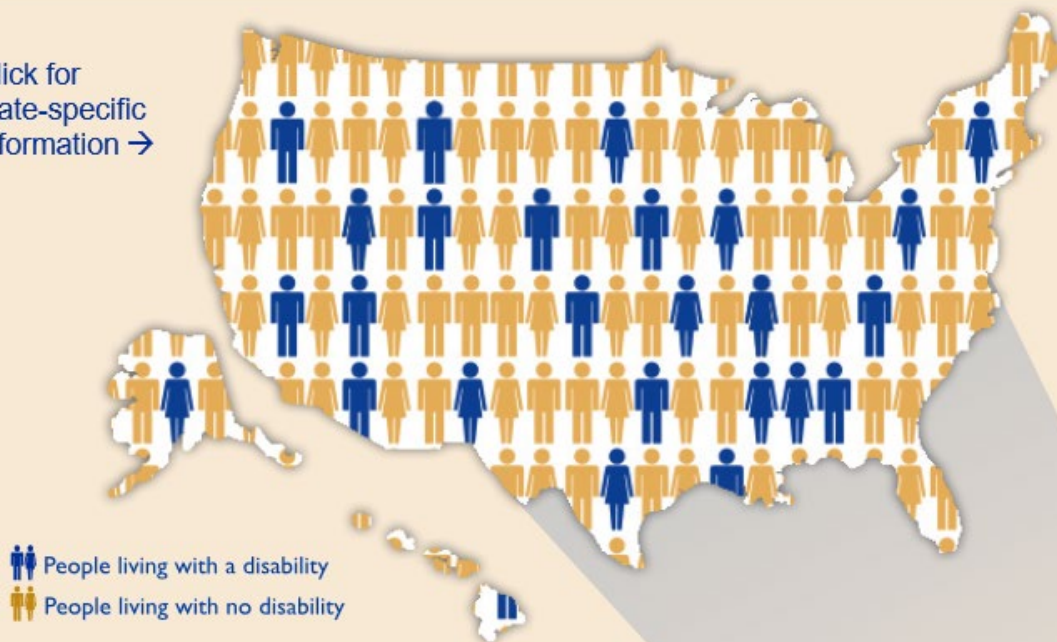 lick for
ate-specific
formation →
People living with a disability
People living with no disability